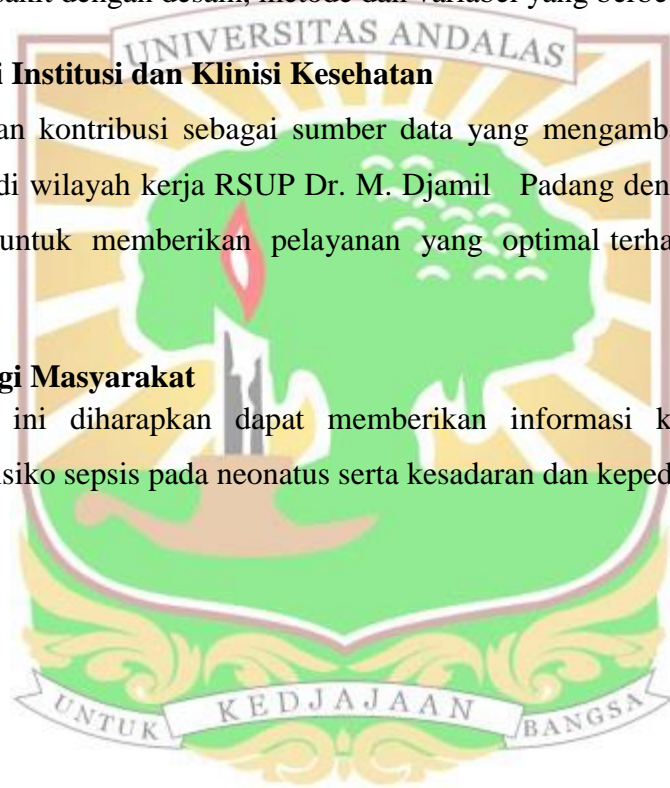 sakit dengan desain, metode dan variabel yang berbe
UNIVERSITAS ANDALAS
i Institusi dan Klinisi Kesehatan
an kontribusi sebagai sumber data yang mengamb
di wilayah kerja RSUP Dr. M. Djamil Padang den
untuk memberikan pelayanan yang optimal terha
gi Masyarakat
ini diharapkan dapat memberikan informasi k
isiko sepsis pada neonatus serta kesadaran dan keped
UNTUK KEDJAJAAN BANGSA